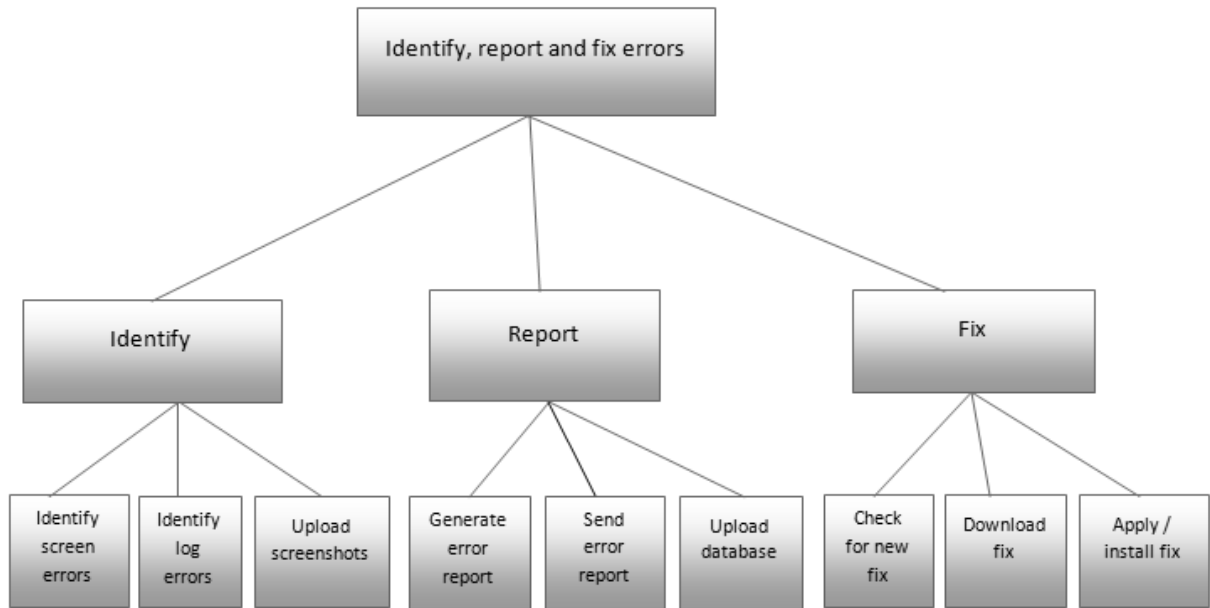 Identify, report and fix errors
Identify
Report
Fix
Identify
screen
errors
Identify
log
errors
Upload
screenshots
Generate
error
report
Send
error
report
Upload
database
Check
for new
fix
Download
fix
Apply /
install fix